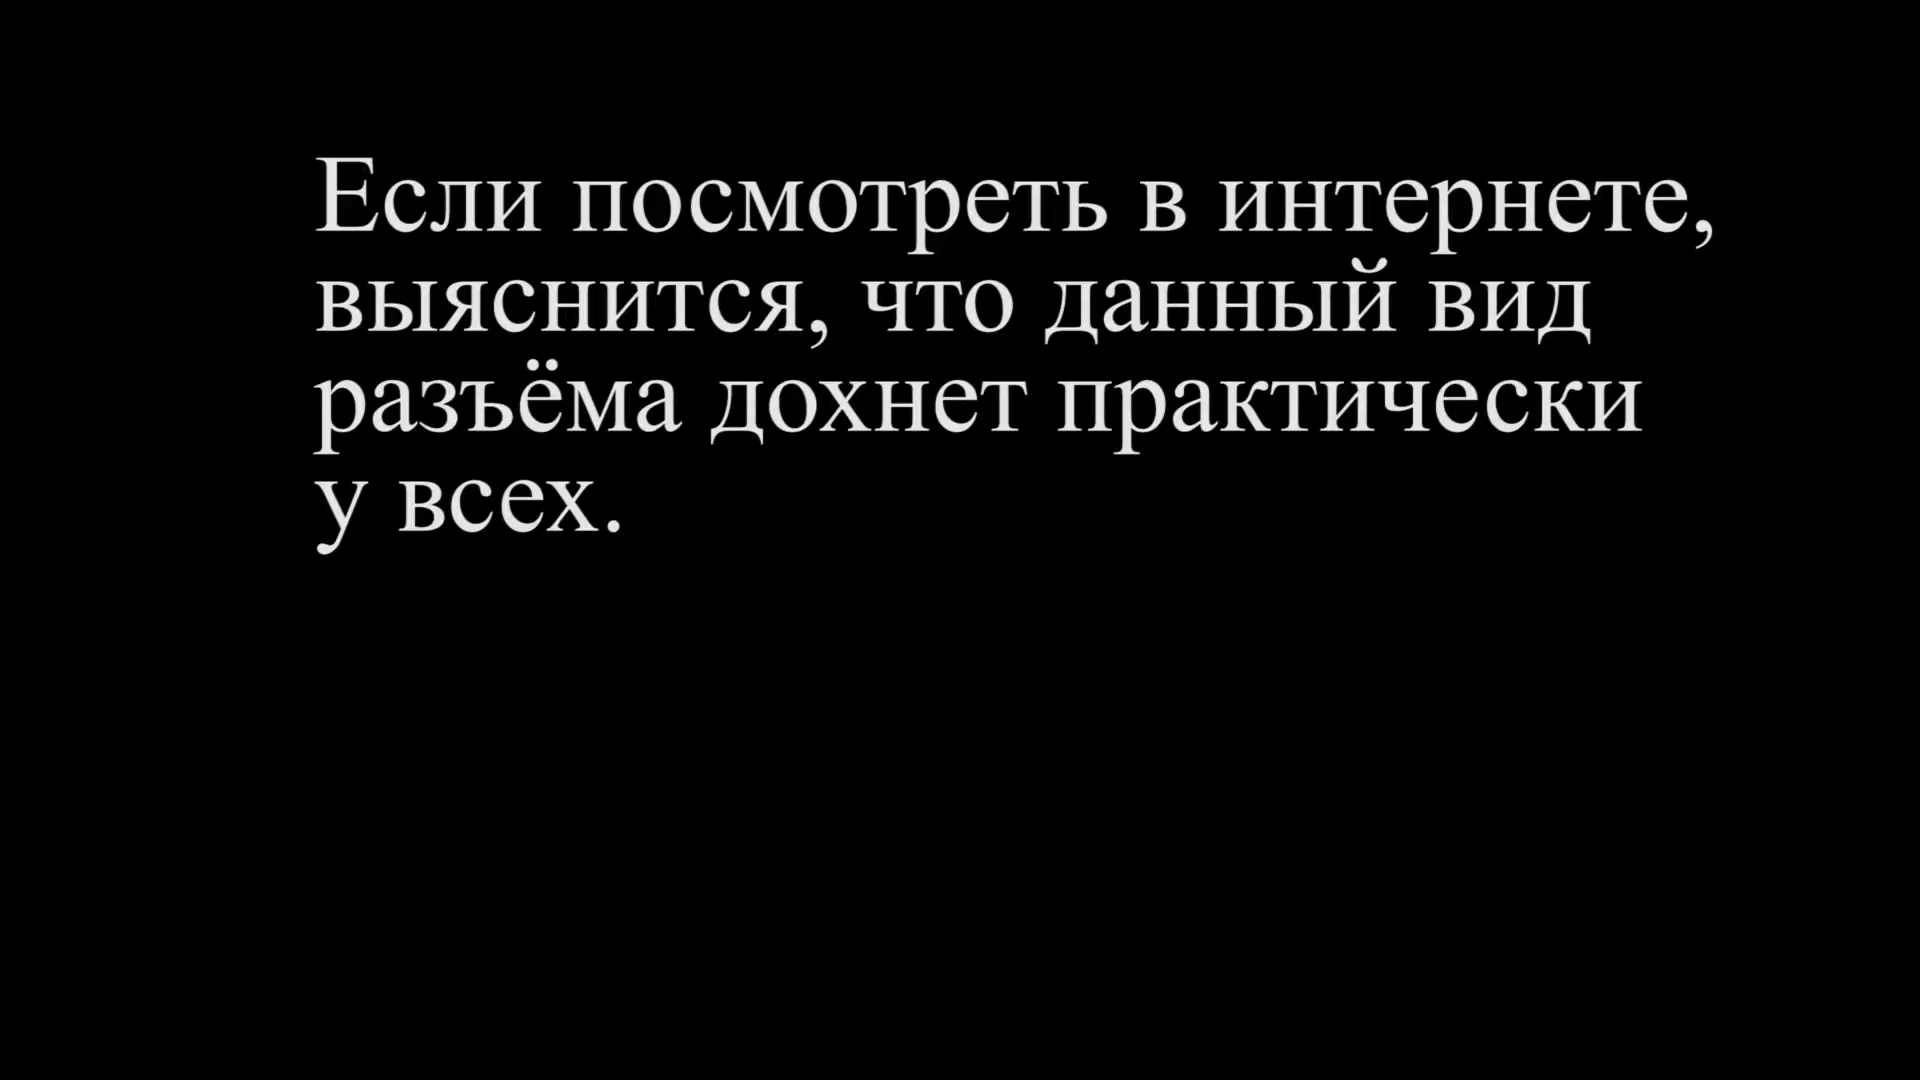 Если посмотреть в интернете,
выяснится, что данный вид
разъёма дохнет практически
у всех.